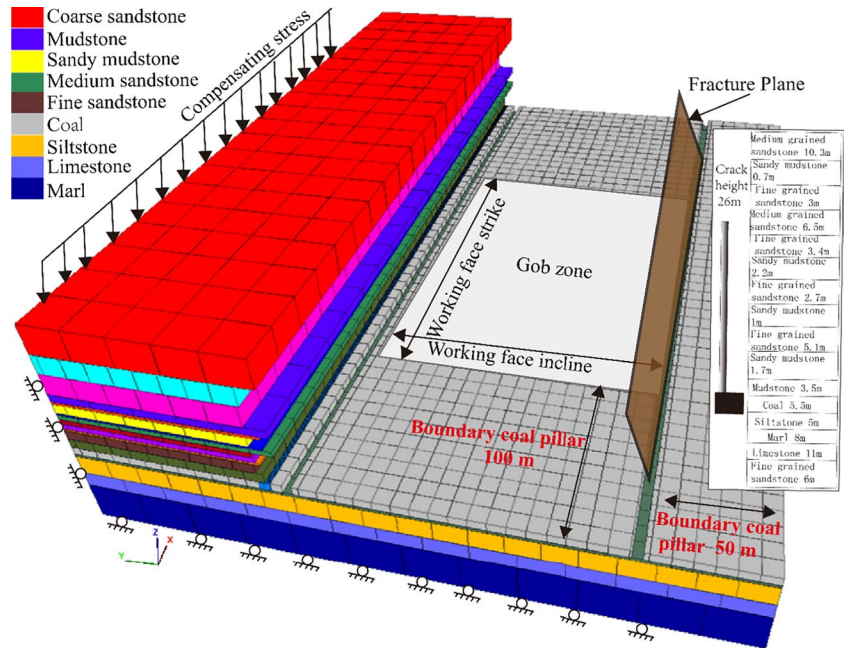 Coarse sandstone
Mudstone
Sandy mudstone
Medium sandstone
Fine sandstone
Coal
Siltstone
Limestone
Marl
Compensating stress
Fracture Plane
Working face strike
Gob zone
Working face incline
Boundary coal pillar
100 m
Boundary coal
pillar 50 m
Crack
height
26m
Medium grained
sandstone 10.3m
Sandy mudstone
0.7m
Fine grained
sandstone 3m
Medium grained
sandstone 6.5m
Fine grained
sandstone 3.4m
Sandy mudstone
2.2m
Fine grained
sandstone 2.7m
Sandy mudstone
1m
Fine grained
sandstone 5.1m
Sandy mudstone
1.7m
Mudstone 3.5m
Coal 5.5m
Siltstone 5m
Marl 8m
Limestone 11m
Fine grained
sandstone 6m
Z
X
Y